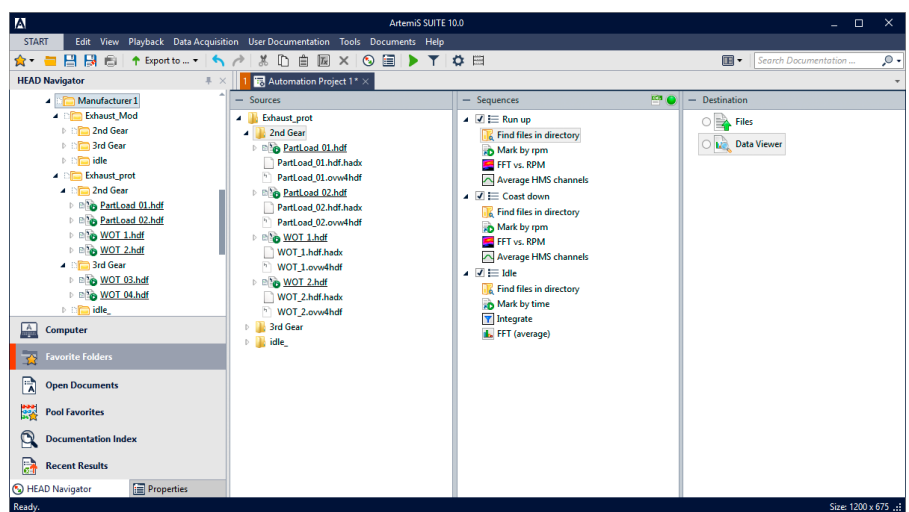 ArtemiS SUITE 10.0
START Edit View Playback Data Acquisition User Documentation Tools Documents Help
Export to ...
Search Documentation ...
HEAD Navigator
1 Automation Project 1*
Manufacturer 1
Exhaust_Mod
2nd Gear
3rd Gear
idle
Exhaust_prot
2nd Gear
PartLoad 01.hdf
PartLoad 02.hdf
WOT 1.hdf
WOT 2.hdf
3rd Gear
WOT 03.hdf
WOT 04.hdf
idle_
Computer
Favorite Folders
Open Documents
Pool Favorites
Documentation Index
Recent Results
HEAD Navigator
Properties
Sources
Exhaust_prot
2nd Gear
PartLoad 01.hdf
PartLoad_01.hdf.hadx
PartLoad_01.ovw4hdf
PartLoad 02.hdf
PartLoad_02.hdf.hadx
PartLoad_02.ovw4hdf
WOT 1.hdf
WOT_1.hdf.hadx
WOT_1.ovw4hdf
WOT 2.hdf
WOT_2.hdf.hadx
WOT_2.ovw4hdf
3rd Gear
idle_
Sequences
Run up
Find files in directory
Mark by rpm
FFT vs. RPM
Average HMS channels
Coast down
Find files in directory
Mark by rpm
FFT vs. RPM
Average HMS channels
Idle
Find files in directory
Mark by time
Integrate
FFT (average)
Destination
Files
Data Viewer
Ready.
Size: 1200 x 675